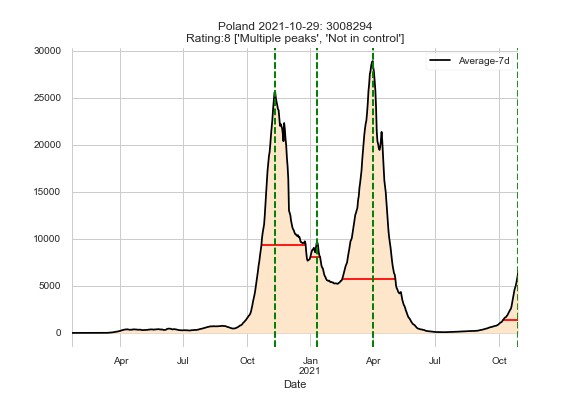 Poland 2021-10-29: 3008294
Rating:8 ['Multiple peaks', 'Not in control']
Average-7d
30000
25000
20000
15000
10000
5000
0
Apr
Jul
Oct
Jan
2021
Apr
Jul
Oct
Date